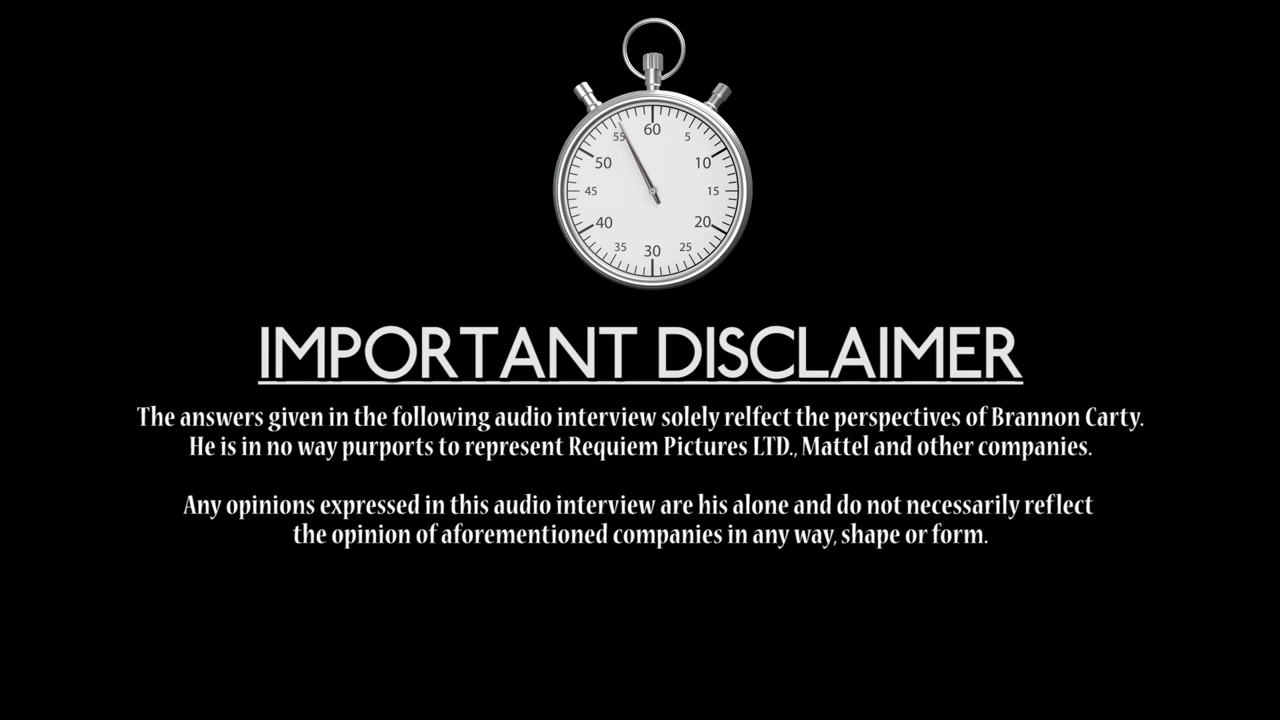 60
55
5
50
10
45
15
40
20
35
25
30
IMPORTANT DISCLAIMER
The answers given in the following audio interview solely relfect the perspectives of Brannon Carty.
He is in no way purports to represent Requiem Pictures LTD., Mattel and other companies.
Any opinions expressed in this audio interview are his alone and do not necessarily reflect
the opinion of aforementioned companies in any way, shape or form.